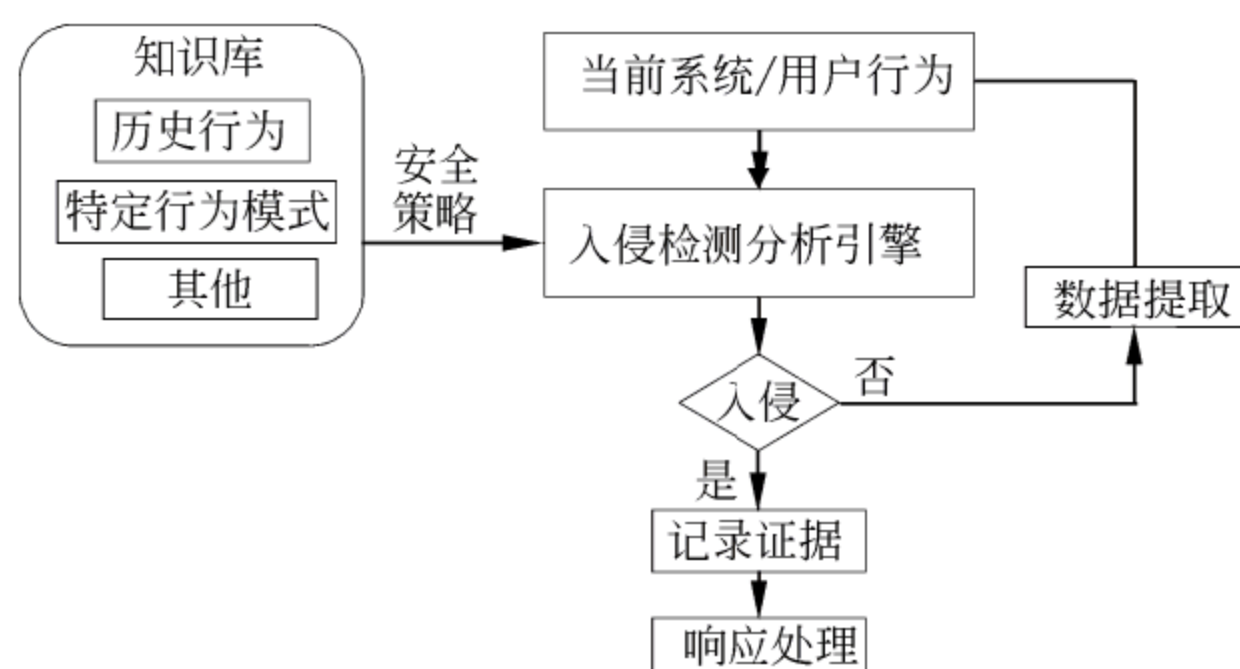 知识库
历史行为
特定行为模式
其他
安全
策略
当前系统/用户行为
入侵检测分析引擎
数据提取
入侵
否
是
记录证据
响应处理